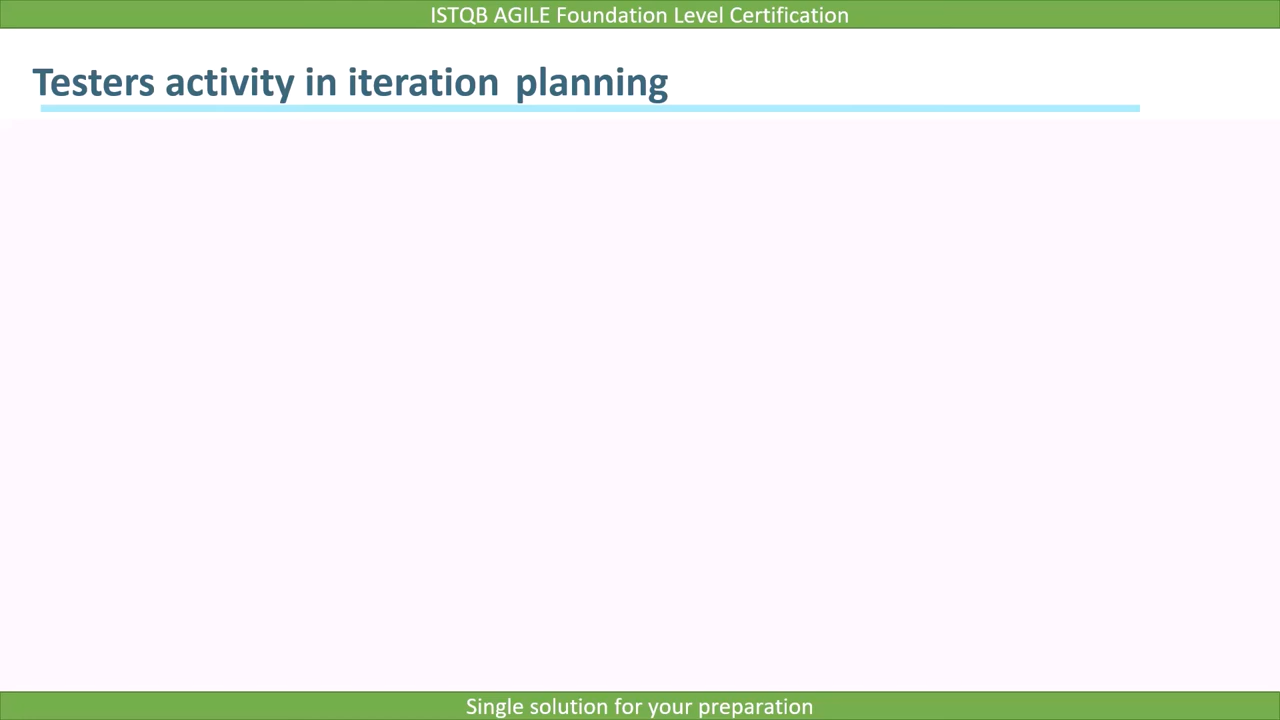 ISTQB AGILE Foundation Level Certification
Testers activity in iteration planning
Single solution for your preparation